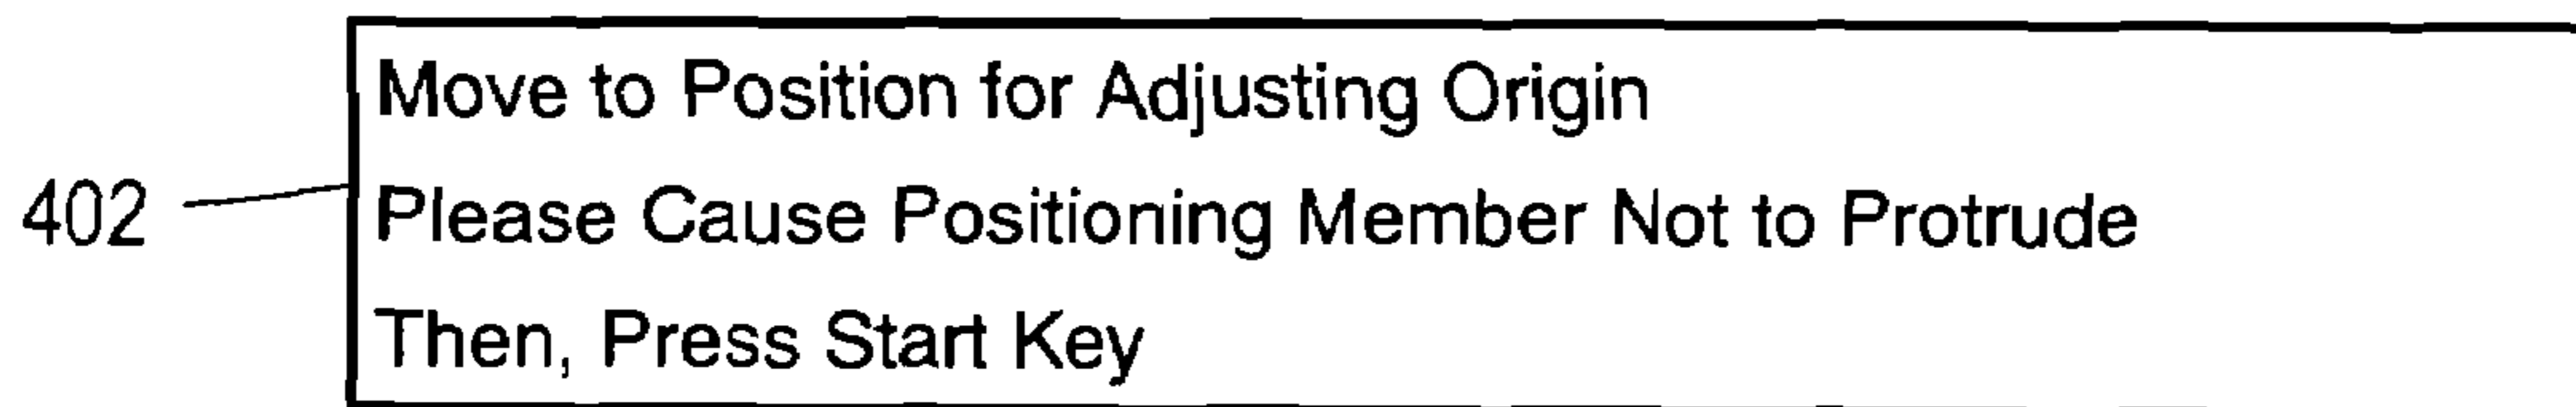 Move to Position for Adjusting Origin
402 Please Cause Positioning Member Not to Protrude
Then, Press Start Key